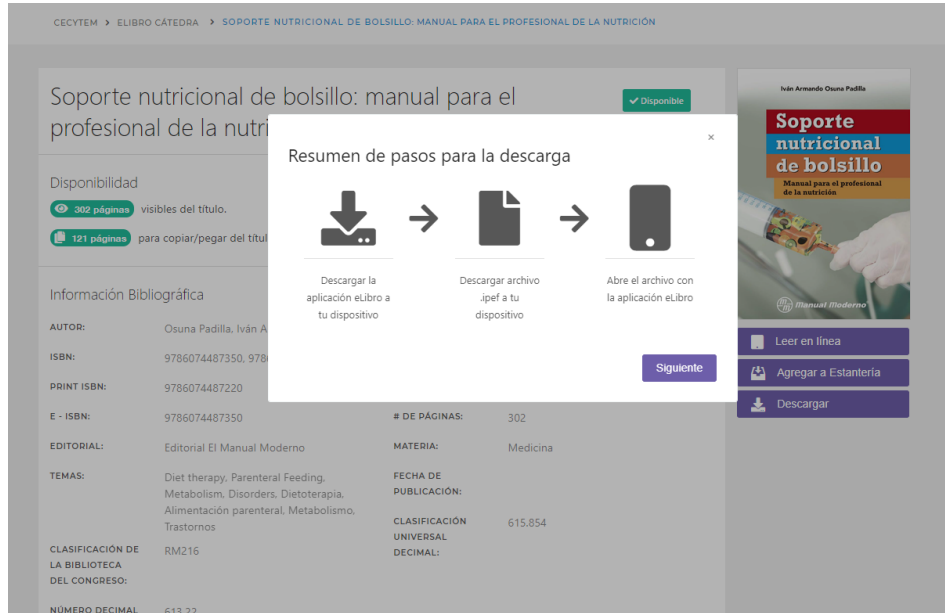 CECYTEM > ELIBRO CÁTEDRA > SOPORTE NUTRICIONAL DE BOLSILLO: MANUAL PARA EL PROFESIONAL DE LA NUTRICIÓN
Soporte nutricional de bolsillo: manual para el
profesional de la nutri
Disponible
Disponibilidad
302 páginas visibles del título.
121 páginas para copiar/pegar del títul
Resumen de pasos para la descarga
×
Descargar la
aplicación eLibro a
tu dispositivo
Descargar archivo
.ipef a tu
dispositivo
Abre el archivo con
la aplicación eLibro
Siguiente
Información Bibliográfica
AUTOR: Osuna Padilla, Iván A
ISBN: 9786074487350, 978
PRINT ISBN: 9786074487220
E - ISBN: 9786074487350
EDITORIAL: Editorial El Manual Moderno
TEMAS: Diet therapy, Parenteral Feeding,
Metabolism, Disorders, Dietoterapia,
Alimentación parenteral, Metabolismo,
Trastornos
CLASIFICACIÓN DE
LA BIBLIOTECA
DEL CONGRESO:
RM216
NÚMERO DECIMAL 613.22
# DE PÁGINAS: 302
MATERIA: Medicina
FECHA DE
PUBLICACIÓN:
CLASIFICACIÓN
UNIVERSAL
DECIMAL:
615.854
Iván Armando Osuna Padilla
Soporte
nutricional
de bolsillo
Manual para el profesional
de la nutrición
Manual Moderno
Leer en línea
Agregar a Estantería
Descargar